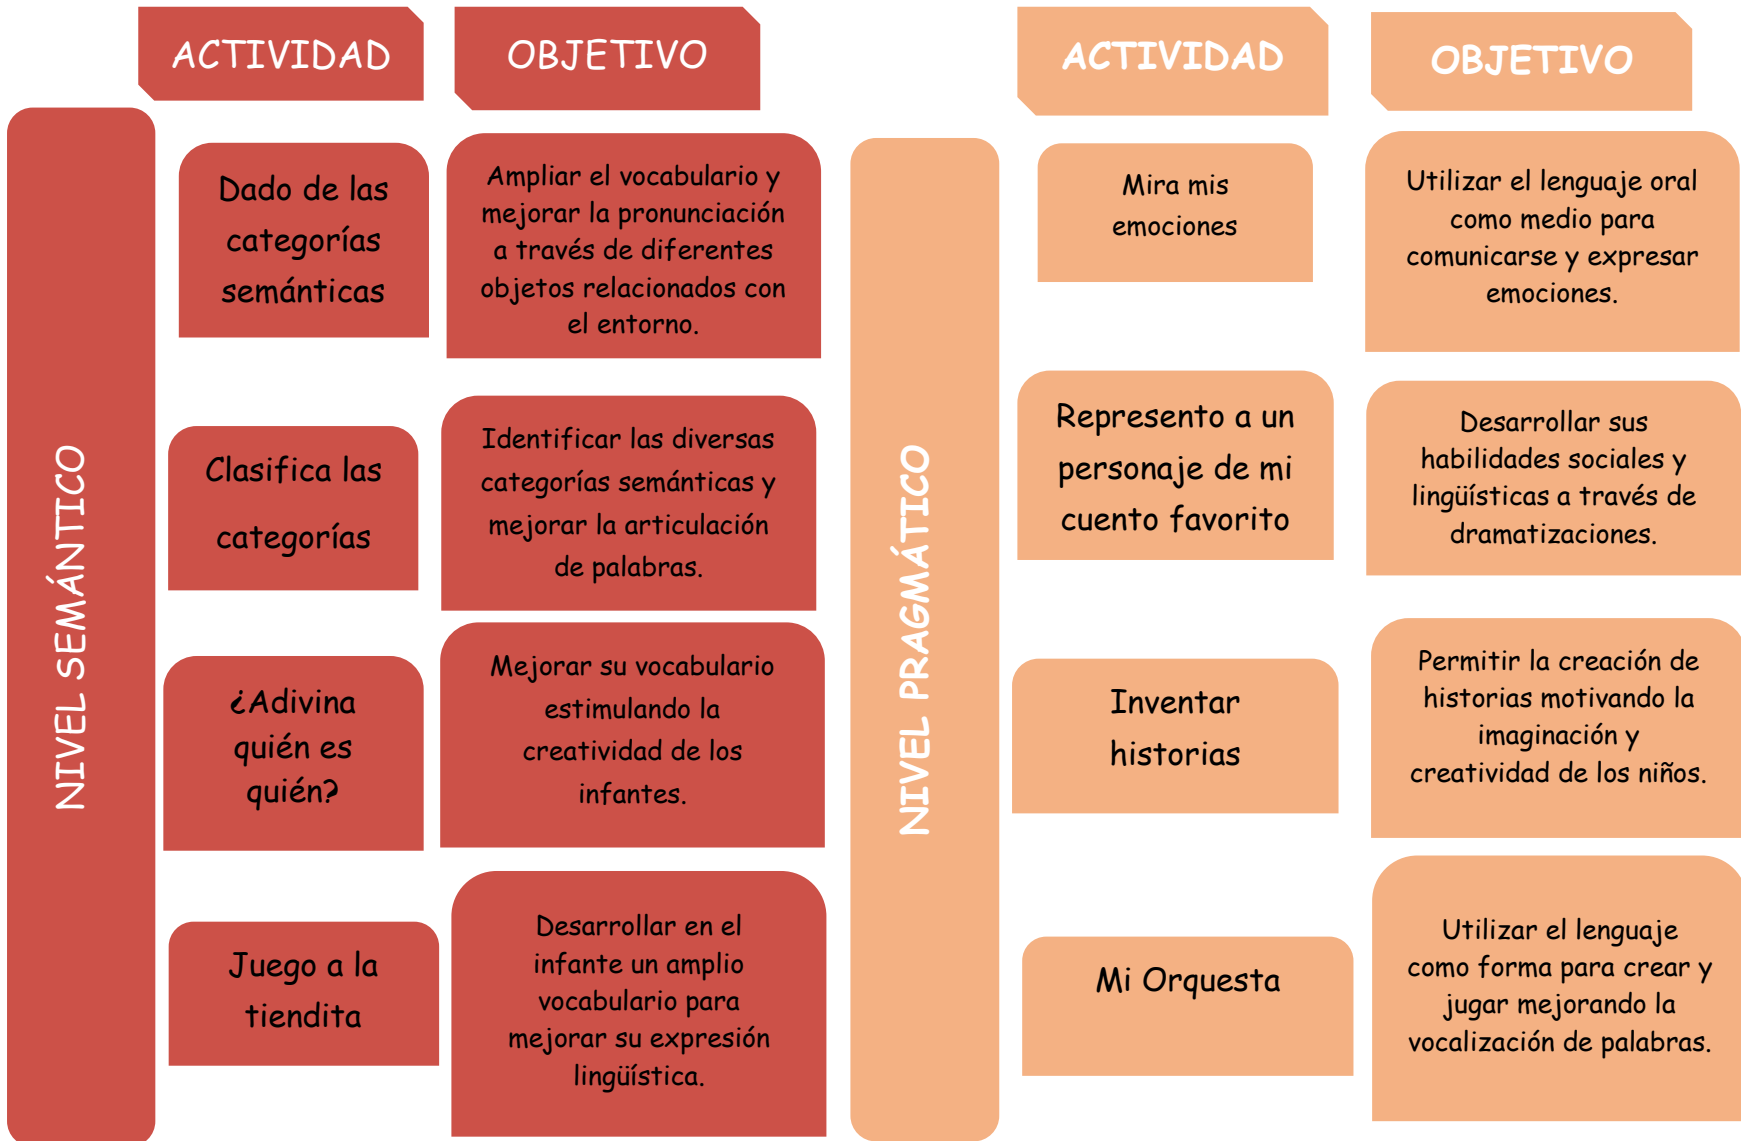 ACTIVIDAD
OBJETIVO
NIVEL SEMÁNTICO
Dado de las
categorías
semánticas
Ampliar el vocabulario y
mejorar la pronunciación
a través de diferentes
objetos relacionados con
el entorno.
Clasifica las
categorías
Identificar las diversas
categorías semánticas y
mejorar la articulación
de palabras.
¿Adivina
quién es
quién?
Mejorar su vocabulario
estimulando la
creatividad de los
infantes.
Juego a la
tiendita
Desarrollar en el
infante un amplio
vocabulario para
mejorar su expresión
lingüística.
ACTIVIDAD
OBJETIVO
NIVEL PRAGMÁTICO
Mira mis
emociones
Utilizar el lenguaje oral
como medio para
comunicarse y expresar
emociones.
Represento a un
personaje de mi
cuento favorito
Desarrollar sus
habilidades sociales y
lingüísticas a través de
dramatizaciones.
Inventar
historias
Permitir la creación de
historias motivando la
imaginación y
creatividad de los niños.
Mi Orquesta
Utilizar el lenguaje
como forma para crear y
jugar mejorando la
vocalización de palabras.